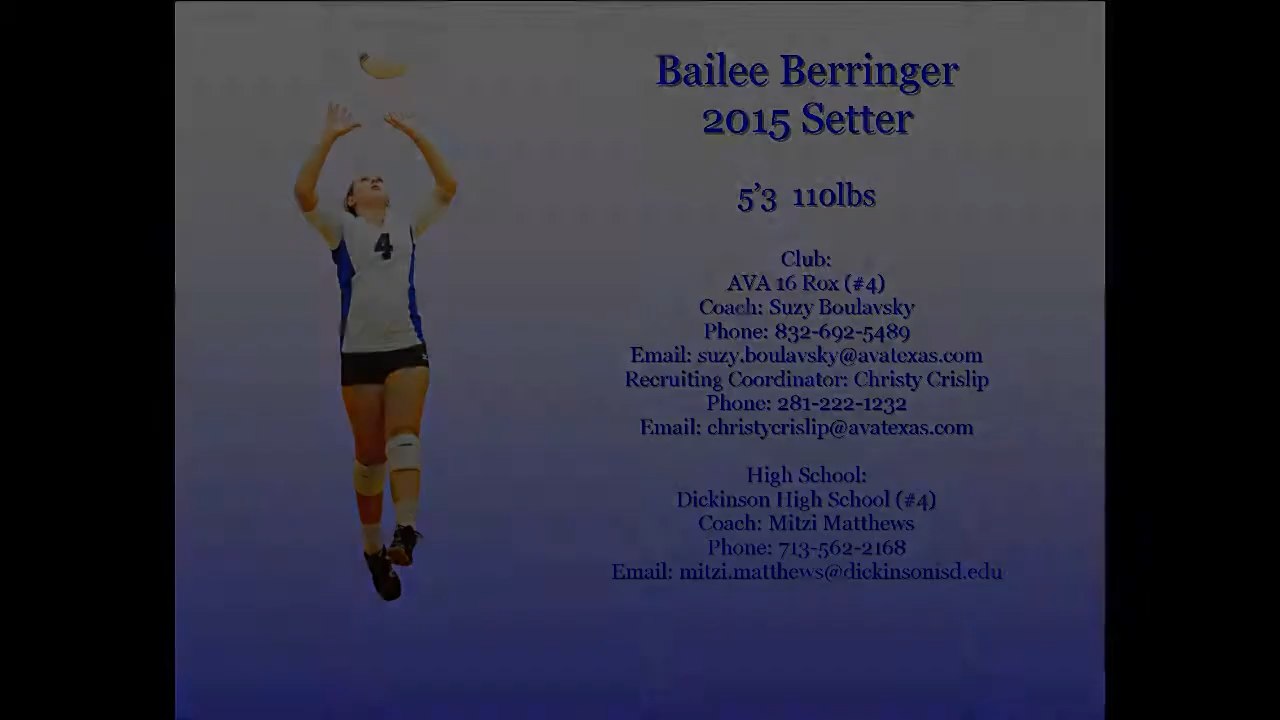 Bailee Berringer
2015 Setter
5'3 110lbs
4
Club:
AVA 16 Rox (#4)
Coach: Suzy Boulavsky
Phone: 832-692-5489
Email: suzy.boulavsky@avatexas.com
Recruiting Coordinator: Christy Crislip
Phone: 281-222-1232
Email: christycrislip@avatexas.com
High School:
Dickinson High School (#4)
Coach: Mitzi Matthews
Phone: 713-562-2168
Email: mitzi.matthews@dickinsonisd.edu